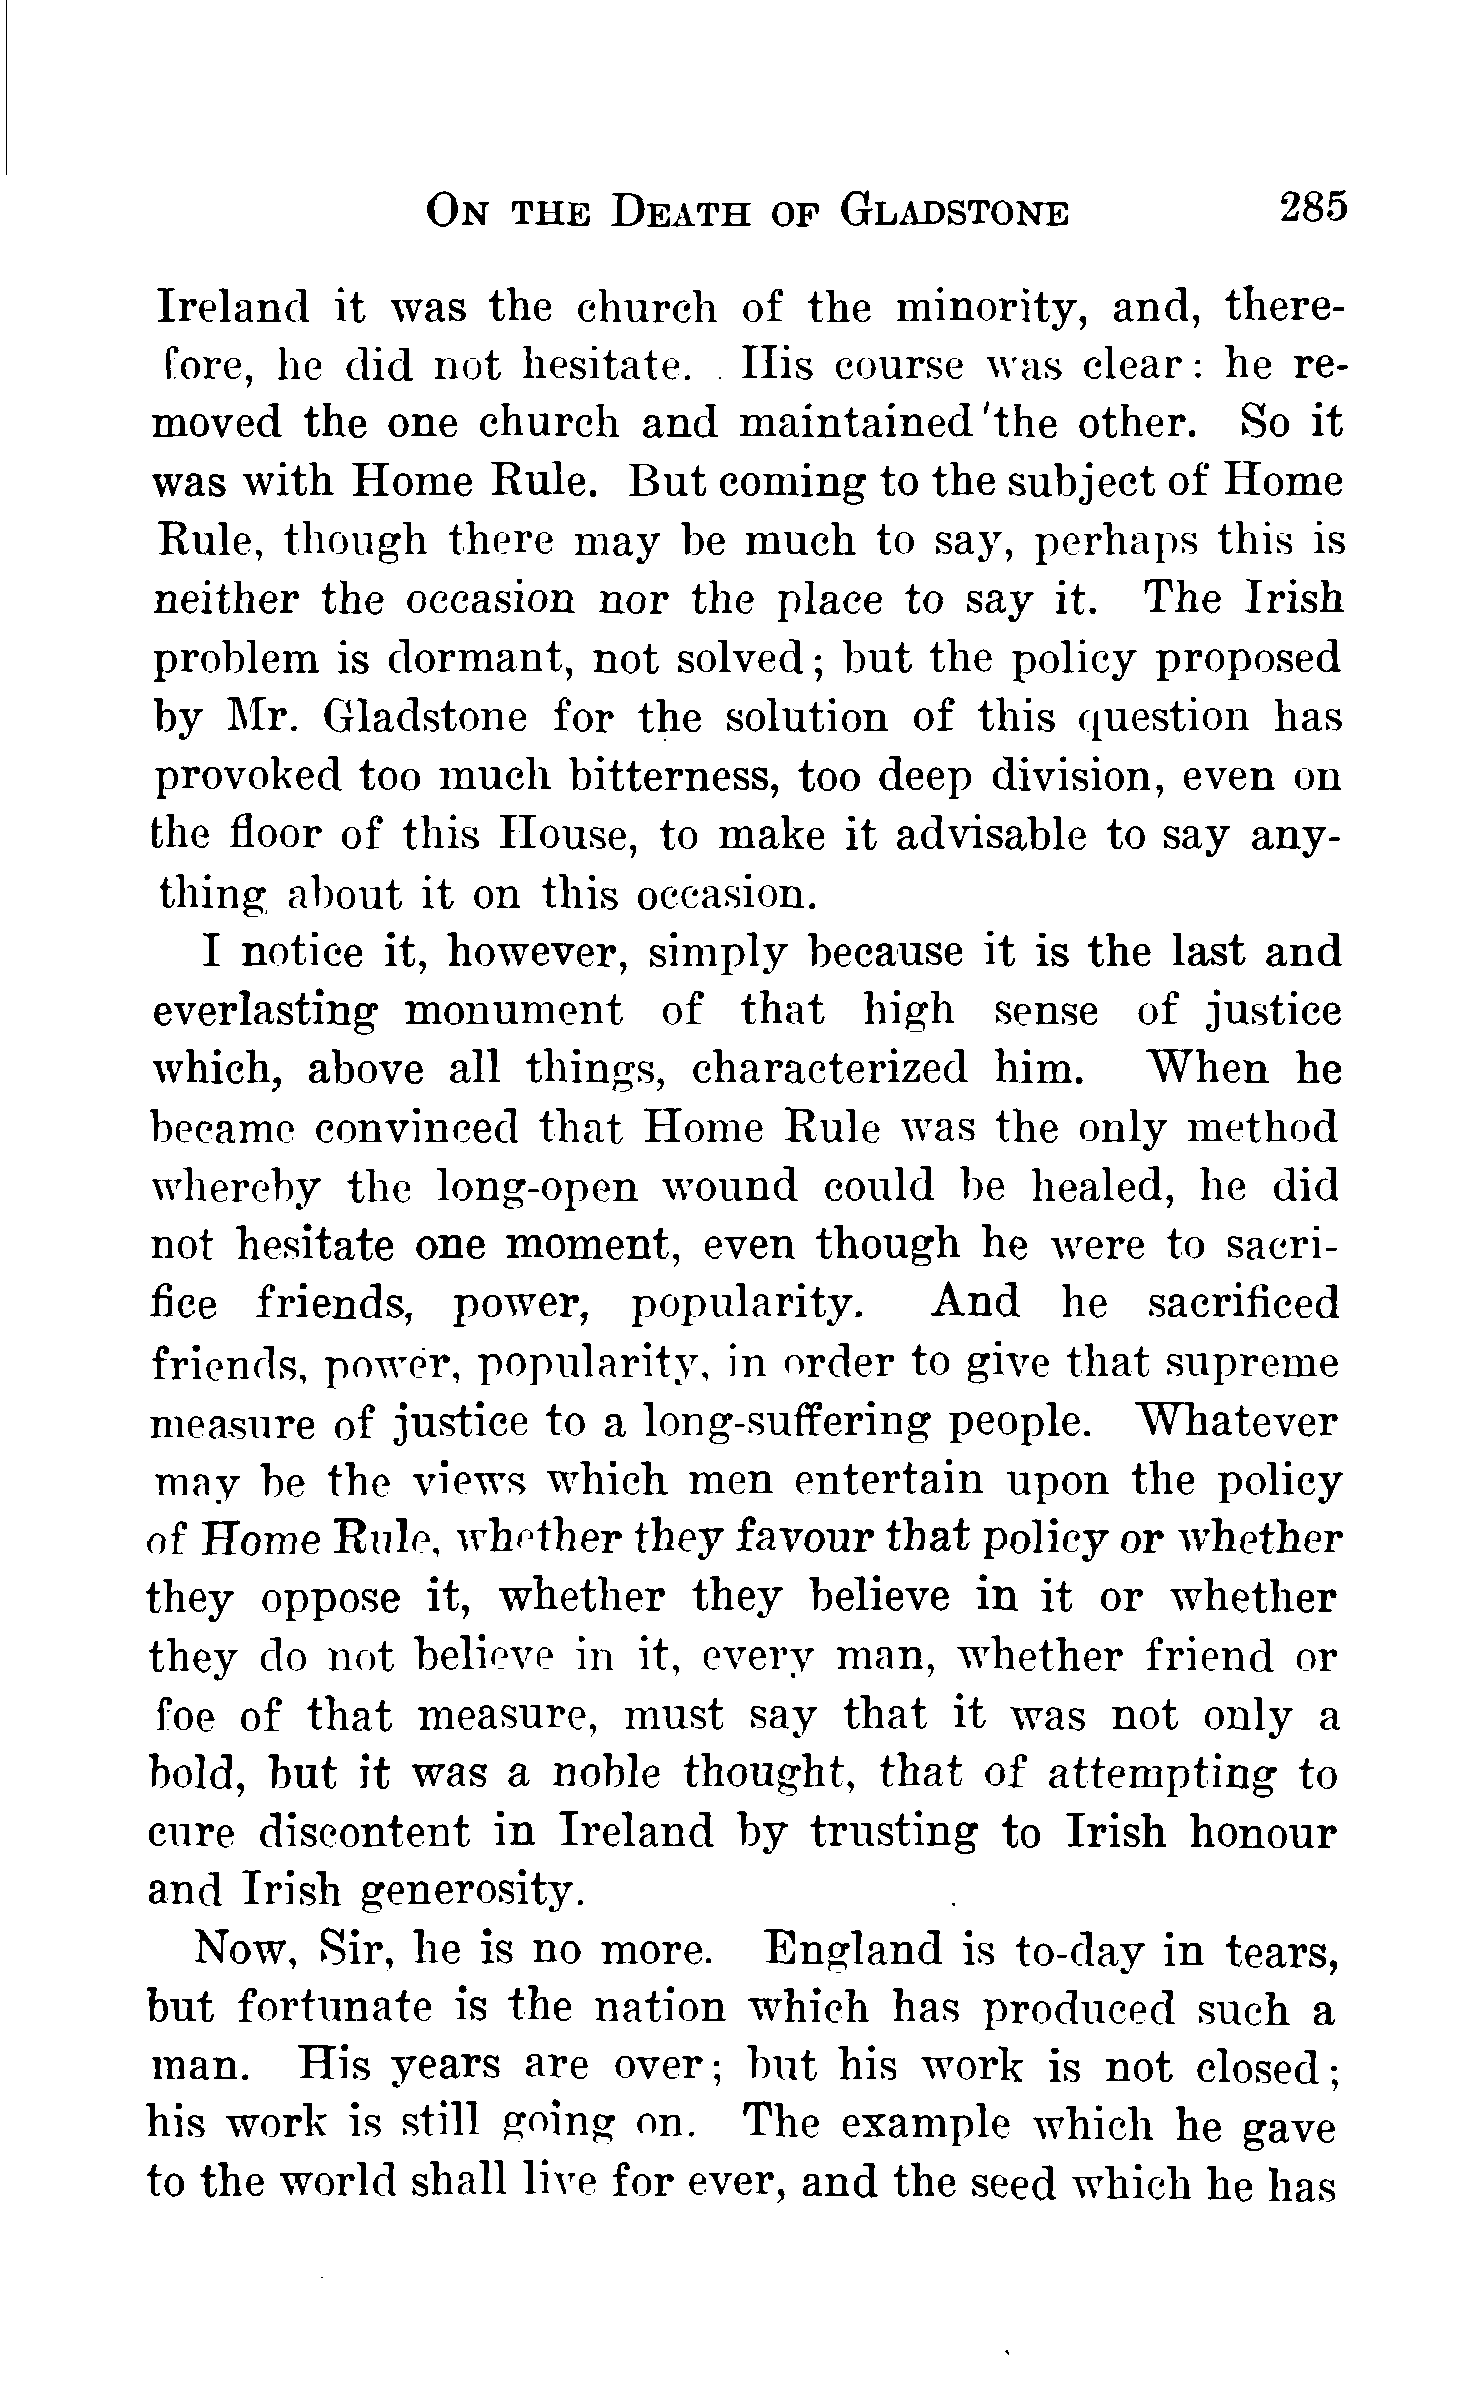 ON THE DEATH OF GLADSTONE 285
Ireland it was the church of the minority, and, there-
fore, he did not hesitate. His course was clear: he re-
moved the one church and maintained 'the other. So it
was with Home Rule. But coming to the subject of Home
Rule, though there may be much to say, perhaps this is
neither the occasion nor the place to say it. The Irish
problem is dormant, not solved; but the policy proposed
by Mr. Gladstone for the solution of this question has
provoked too much bitterness, too deep division, even on
the floor of this House, to make it advisable to say any-
thing about it on this occasion.
I notice it, however, simply because it is the last and
everlasting monument of that high sense of justice
which, above all things, characterized him. When he
became convinced that Home Rule was the only method
whereby the long-open wound could be healed, he did
not hesitate one moment, even though he were to sacri-
fice friends, power, popularity. And he sacrificed
friends, power, popularity, in order to give that supreme
measure of justice to a long-suffering people. Whatever
may be the views which men entertain upon the policy
of Home Rule, whether they favour that policy or whether
they oppose it, whether they believe in it or whether
they do not believe in it, every man, whether friend or
foe of that measure, must say that it was not only a
bold, but it was a noble thought, that of attempting to
cure discontent in Ireland by trusting to Irish honour
and Irish generosity.
Now, Sir, he is no more. England is to-day in tears,
but fortunate is the nation which has produced such a
man. His years are over; but his work is not closed;
his work is still going on. The example which he gave
to the world shall live for ever, and the seed which he has